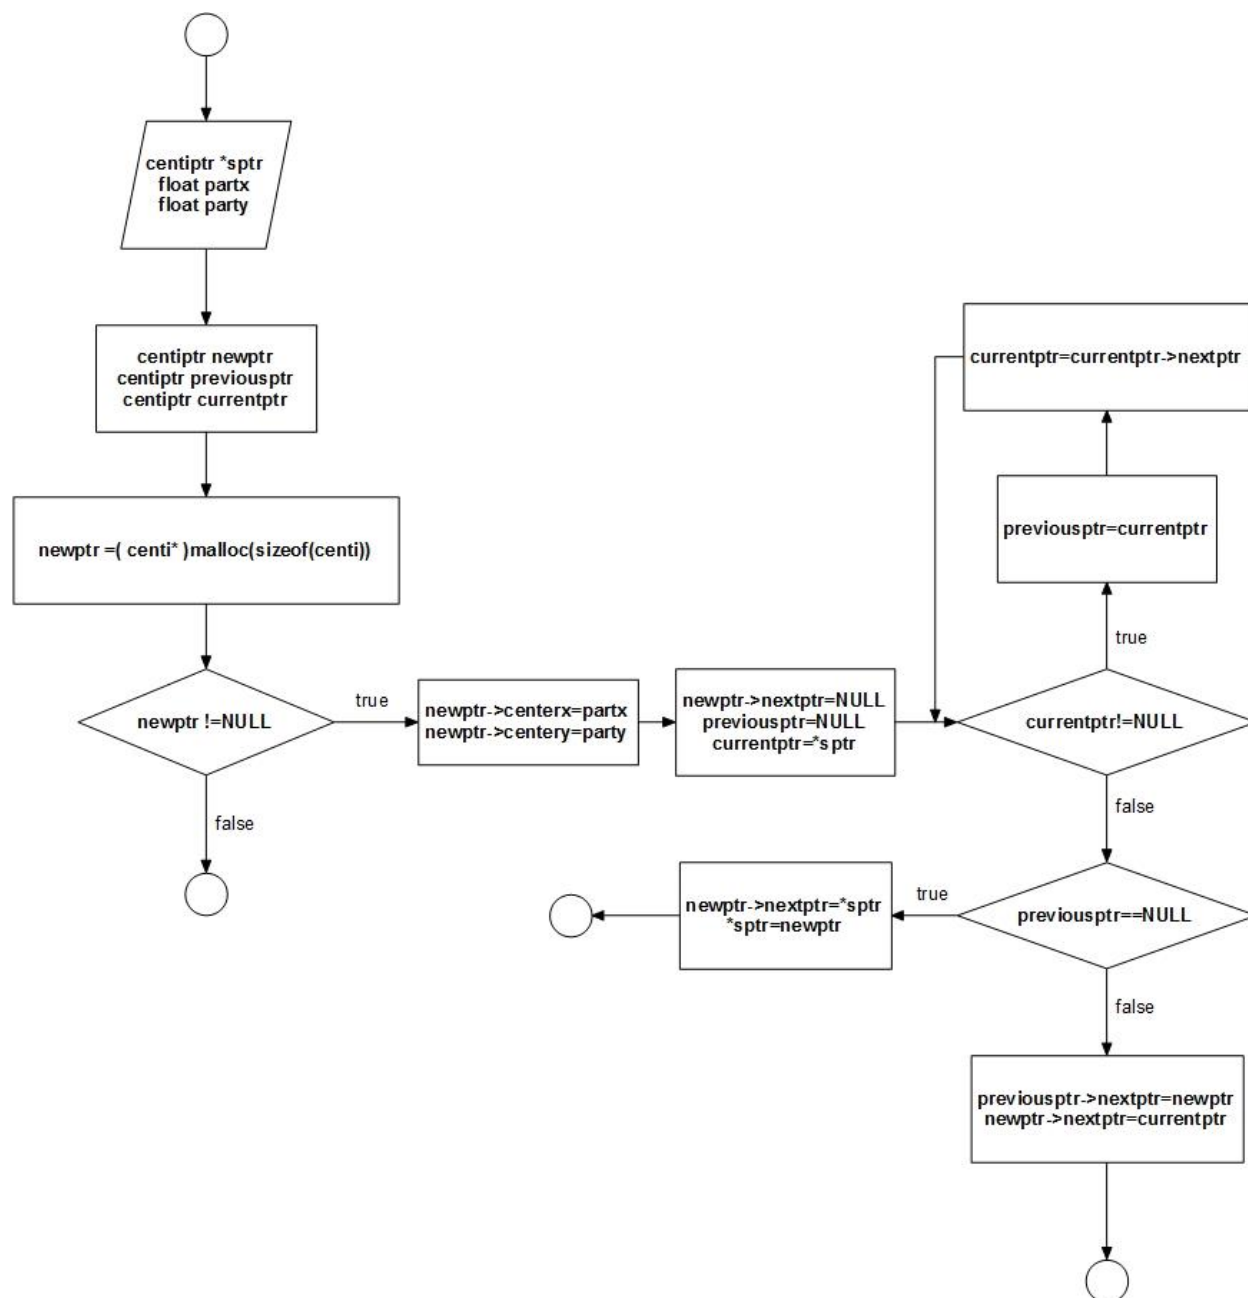 centiptr *sptr
float partx
float party
centiptr newptr
centiptr previousptr
centiptr currentptr
newptr =( centi* )malloc(sizeof(centi))
newptr !=NULL
true
false
newptr->centerx=partx
newptr->centery=party
newptr->nextptr=NULL
previousptr=NULL
currentptr=*sptr
currentptr!=NULL
true
previousptr=currentptr
currentptr=currentptr->nextptr
false
previousptr==NULL
true
newptr->nextptr=*sptr
*sptr=newptr
false
previousptr->nextptr=newptr
newptr->nextptr=currentptr